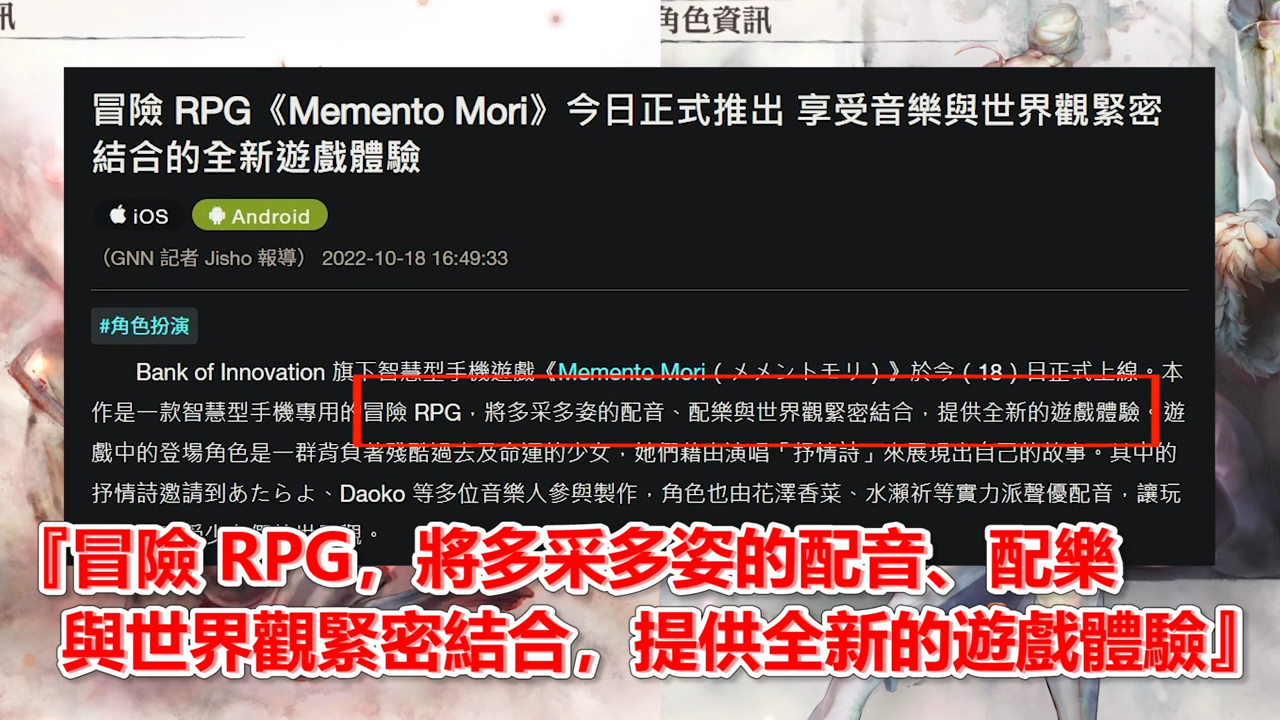 訊
角色資訊
冒險 RPG《Memento Mori》今日正式推出 享受音樂與世界觀緊密
結合的全新遊戲體驗
iOS Android
（GNN 記者 Jisho 報導） 2022-10-18 16:49:33
#角色扮演
Bank of Innovation 旗下智慧型手機遊戲《Memento Mori（メメントモリ）》於今（18）日正式上線。本
作是一款智慧型手機專用的冒險 RPG，將多采多姿的配音、配樂與世界觀緊密結合，提供全新的遊戲體驗。遊
戲中的登場角色是一群背負著殘酷過去及命運的少女，她們藉由演唱「抒情詩」來展現出自己的故事。其中的
抒情詩邀請到あたらよ、Daoko 等多位音樂人參與製作，角色也由花澤香菜、水瀨祈等實力派聲優配音，讓玩
『冒險 RPG，將多采多姿的配音、配樂
與世界觀緊密結合，提供全新的遊戲體驗』